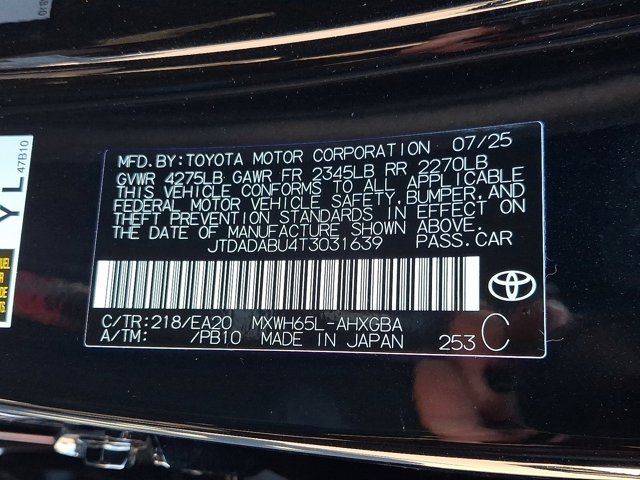 MFD.BY:TOYOTA MOTOR CORPORATION 07/25
GVWR 4275LB GAWR FR 2345LB RR 2270LB
THIS VEHICLE CONFORMS TO ALL APPLICABLE
FEDERAL MOTOR VEHICLE SAFETY,BUMPER,AND
THEFT PREVENTION STANDARDS IN EFFECT ON
THE DATE OF MANUFACTURE SHOWN ABOVE.
JTDADABU4T3031639 PASS.CAR
C/TR:218/EA20 MXWH65L-AHXGBA
A/TM: /PB10 MADE IN JAPAN 253 C
47B10
YL